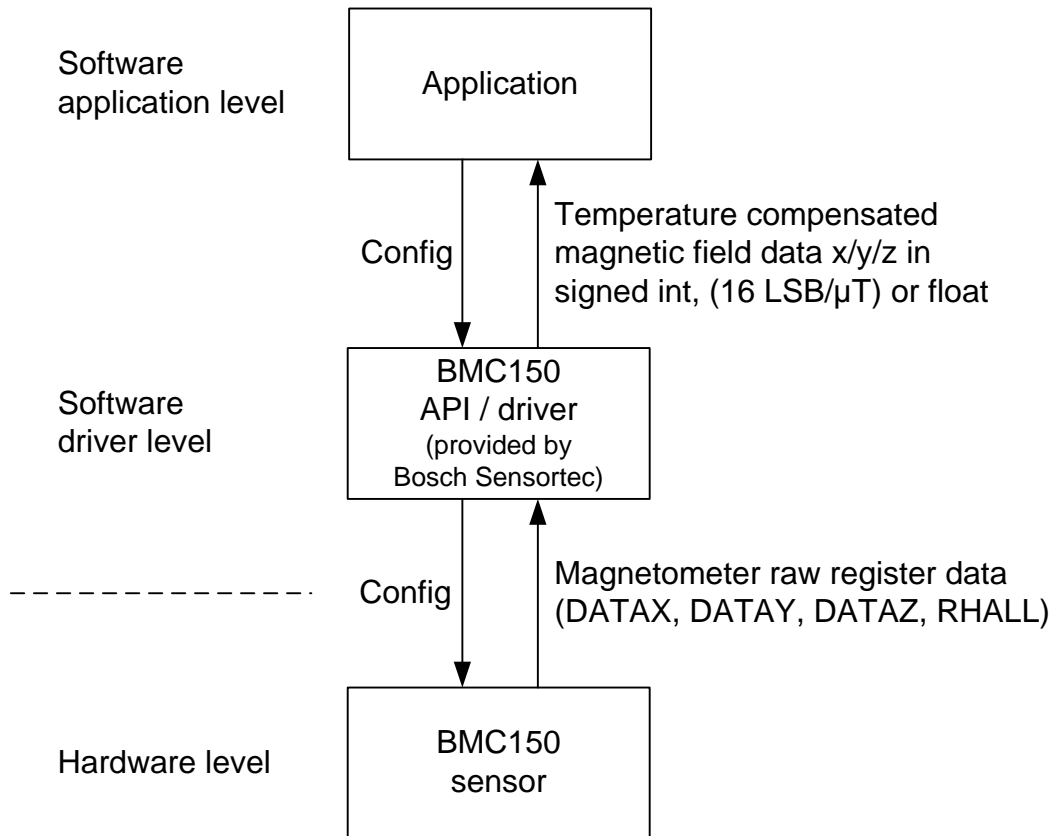 Software
application level
Application
Config
Temperature compensated
magnetic field data x/y/z in
signed int, (16 LSB/µT) or float
Software
driver level
BMC150
API / driver
(provided by
Bosch Sensortec)
Config
Magnetometer raw register data
(DATAX, DATAY, DATAZ, RHALL)
Hardware level
BMC150
sensor